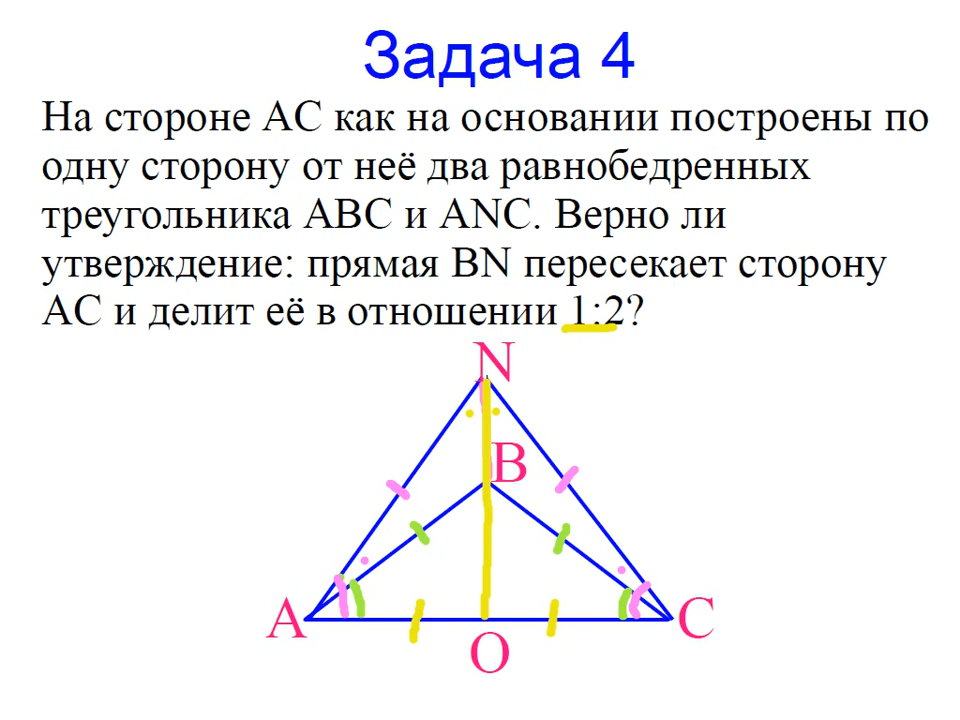 Задача 4
На стороне АС как на основании построены по
одну сторону от неё два равнобедренных
треугольника АВС и ANC. Верно ли
утверждение: прямая BN пересекает сторону
АС и делит её в отношении 1:2?
N
B
A
C
O